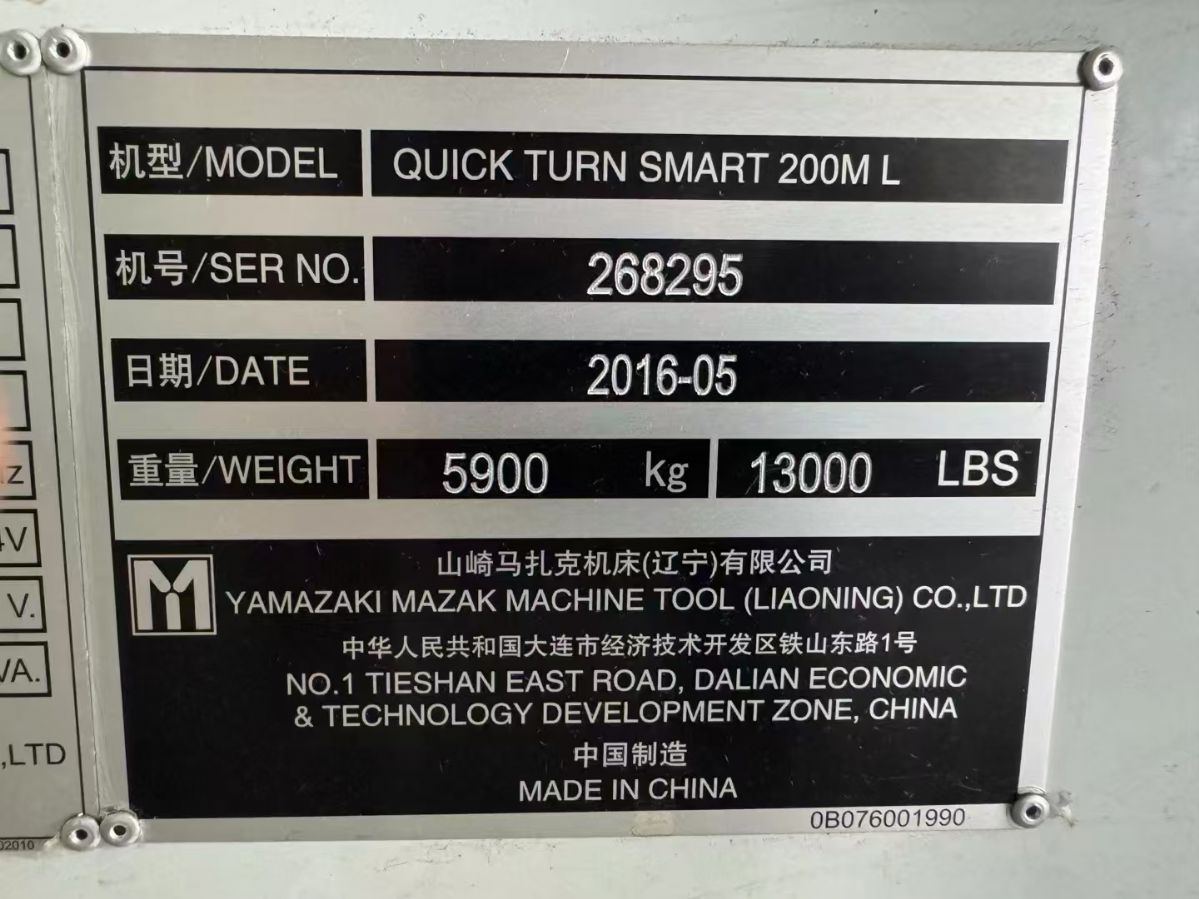 机型/MODEL QUICK TURN SMART 200M L
机号/SER NO. 268295
日期/DATE 2016-05
重量/WEIGHT 5900 kg 13000 LBS
山崎马扎克机床(辽宁)有限公司
YAMAZAKI MAZAK MACHINE TOOL (LIAONING) CO.,LTD
中华人民共和国大连市经济技术开发区铁山东路1号
NO.1 TIESHAN EAST ROAD, DALIAN ECONOMIC
& TECHNOLOGY DEVELOPMENT ZONE, CHINA
中国制造
MADE IN CHINA
0B076001990
V.
VA.
,LTD
02010